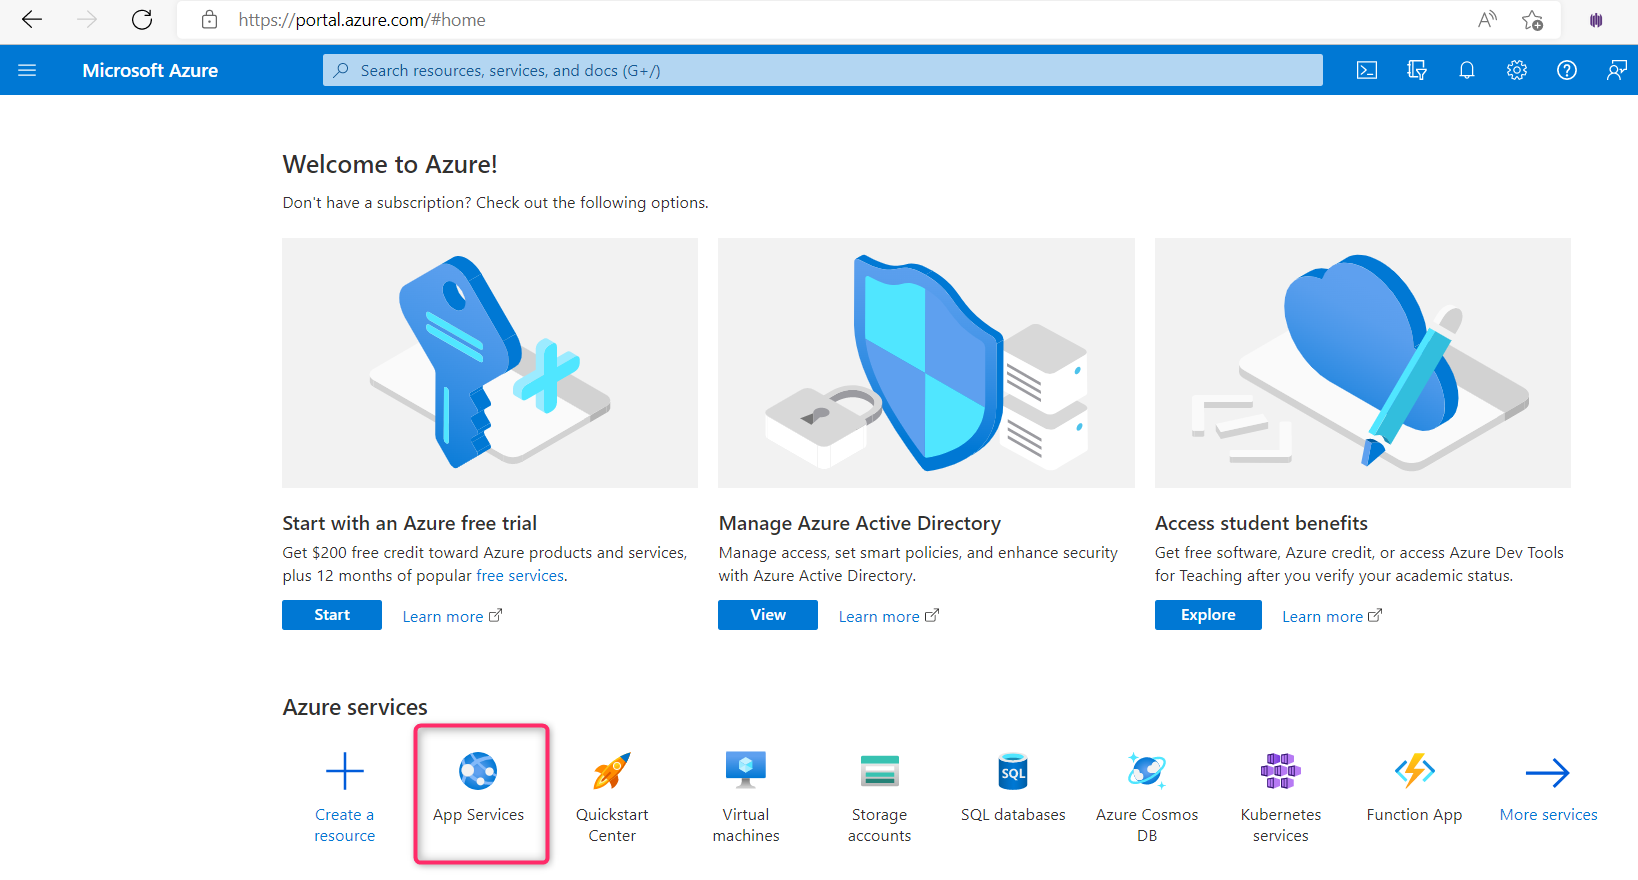 https://portal.azure.com/#home
Microsoft Azure
Search resources, services, and docs (G+/)
Welcome to Azure!
Don't have a subscription? Check out the following options.
Start with an Azure free trial
Get $200 free credit toward Azure products and services,
plus 12 months of popular free services.
Start
Learn more
Manage Azure Active Directory
Manage access, set smart policies, and enhance security
with Azure Active Directory.
View
Learn more
Access student benefits
Get free software, Azure credit, or access Azure Dev Tools
for Teaching after you verify your academic status.
Explore
Learn more
Azure services
Create a
resource
App Services
Quickstart
Center
Virtual
machines
Storage
accounts
SQL
SQL databases
Azure Cosmos
DB
Kubernetes
services
Function App
More services